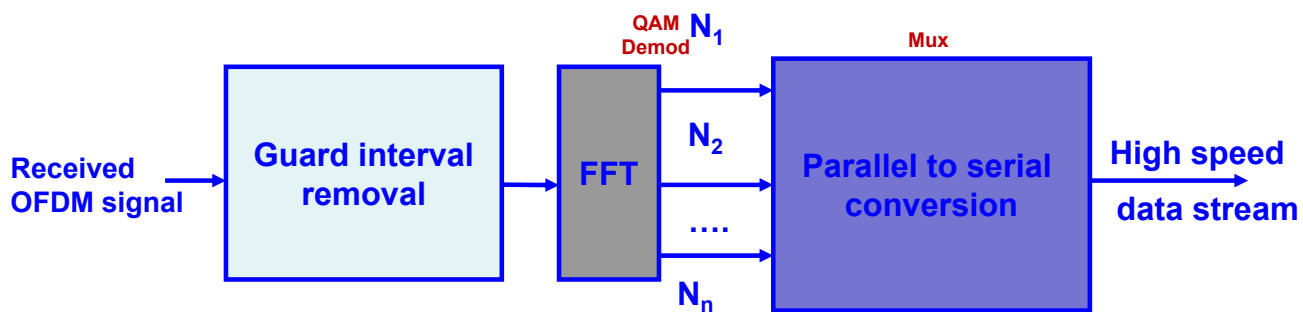 Received
OFDM signal
Guard interval
removal
FFT
QAM
Demod
N₁
N₂
....
Nₙ
Mux
Parallel to serial
conversion
High speed
data stream